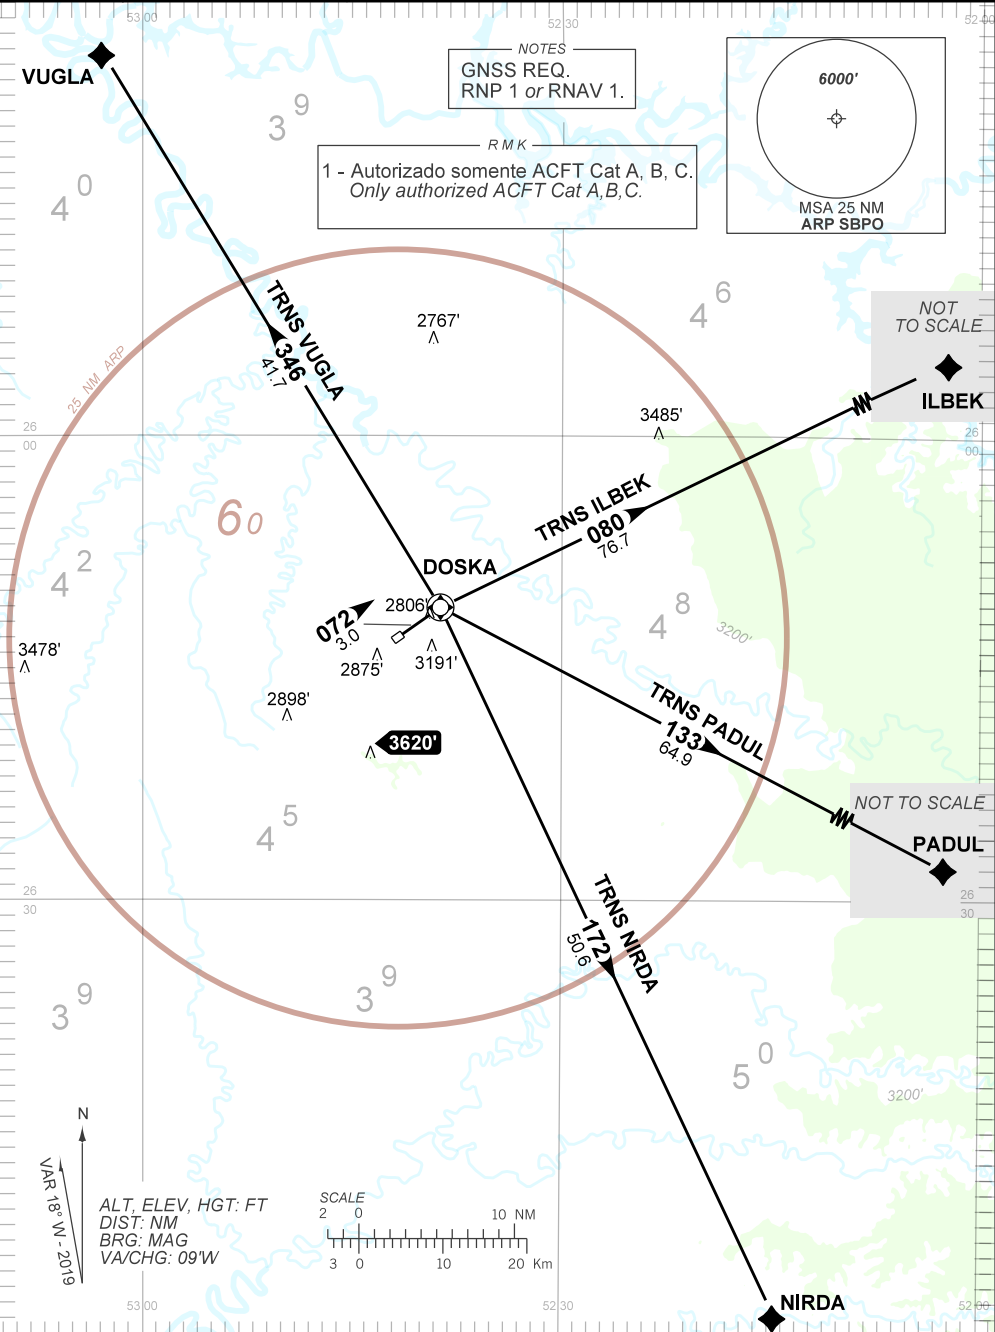 53 00
52 30
52 00
VUGLA
NOTES
GNSS REQ.
RNP 1 or RNAV 1.
RMK
1 - Autorizado somente ACFT Cat A, B, C.
Only authorized ACFT Cat A,B,C.
6000'
MSA 25 NM
ARP SBPO
3 9
4 0
4 6
NOT
TO SCALE
ILBEK
TRNS VUGLA
346
41.7
2767'
25 NM ARP
3485'
26
00
26
00
60
TRNS ILBEK
080
76.7
DOSKA
4 2
2806'
072
3.0
4 8
3200'
3478'
2875'
3191'
2898'
TRNS PADUL
133
64.9
3620'
NOT TO SCALE
PADUL
4 5
26
30
26
30
TRNS NIRDA
172
50.6
3 9
3 9
5 0
3200'
N
VAR 18° W - 2019
ALT, ELEV, HGT: FT
DIST: NM
BRG: MAG
VA/CHG: 09'W
SCALE
2 0 10 NM
3 0 10 20 Km
NIRDA
53 00
52 30
52 00